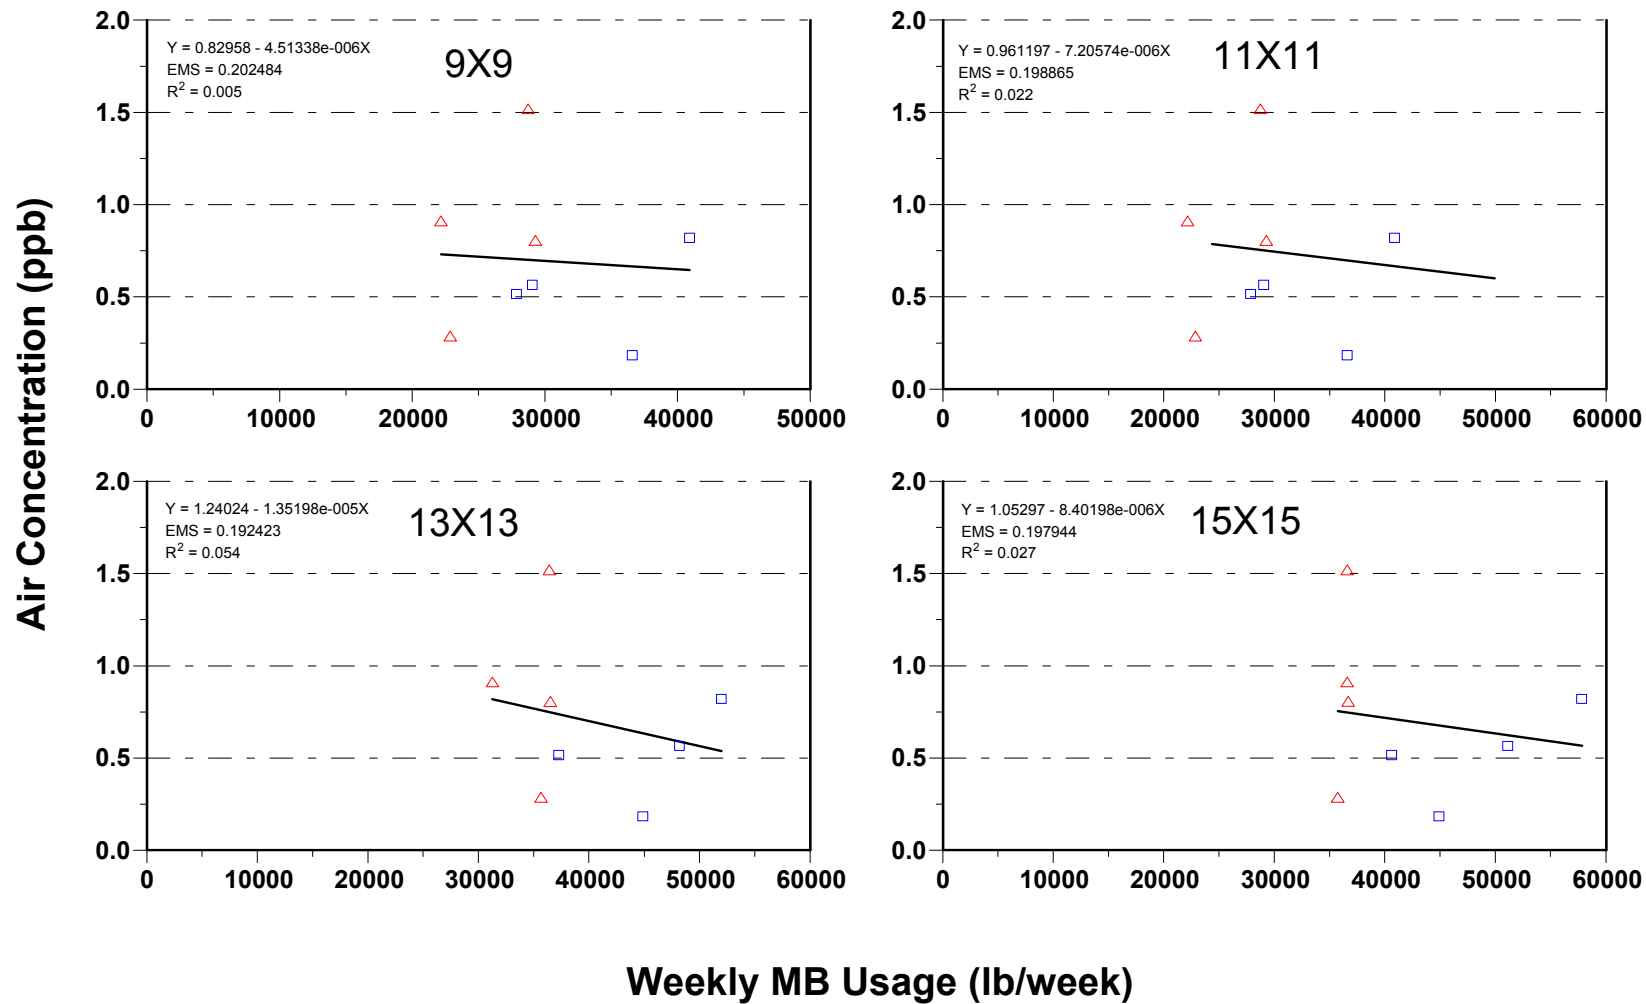 Air Concentration (ppb)
2.0
1.5
1.0
0.5
0.0
Y = 0.82958 - 4.51338e-006X
EMS = 0.202484
R² = 0.005
9X9
0 10000 20000 30000 40000 50000
2.0
1.5
1.0
0.5
0.0
Y = 0.961197 - 7.20574e-006X
EMS = 0.198865
R² = 0.022
11X11
0 10000 20000 30000 40000 50000 60000
2.0
1.5
1.0
0.5
0.0
Y = 1.24024 - 1.35198e-005X
EMS = 0.192423
R² = 0.054
13X13
0 10000 20000 30000 40000 50000 60000
2.0
1.5
1.0
0.5
0.0
Y = 1.05297 - 8.40198e-006X
EMS = 0.197944
R² = 0.027
15X15
0 10000 20000 30000 40000 50000 60000
Weekly MB Usage (lb/week)